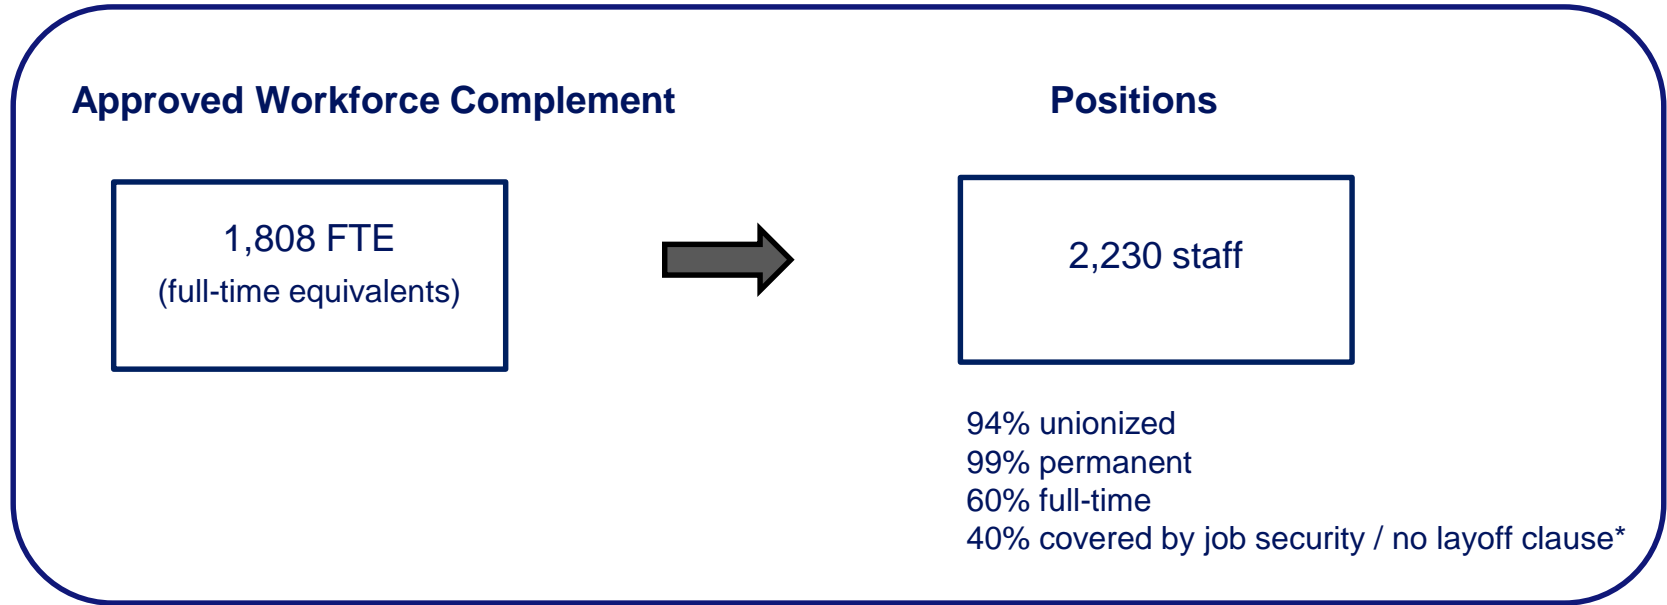 Approved Workforce Complement
1,808 FTE
(full-time equivalents)
Positions
2,230 staff
94% unionized
99% permanent
60% full-time
40% covered by job security / no layoff clause*